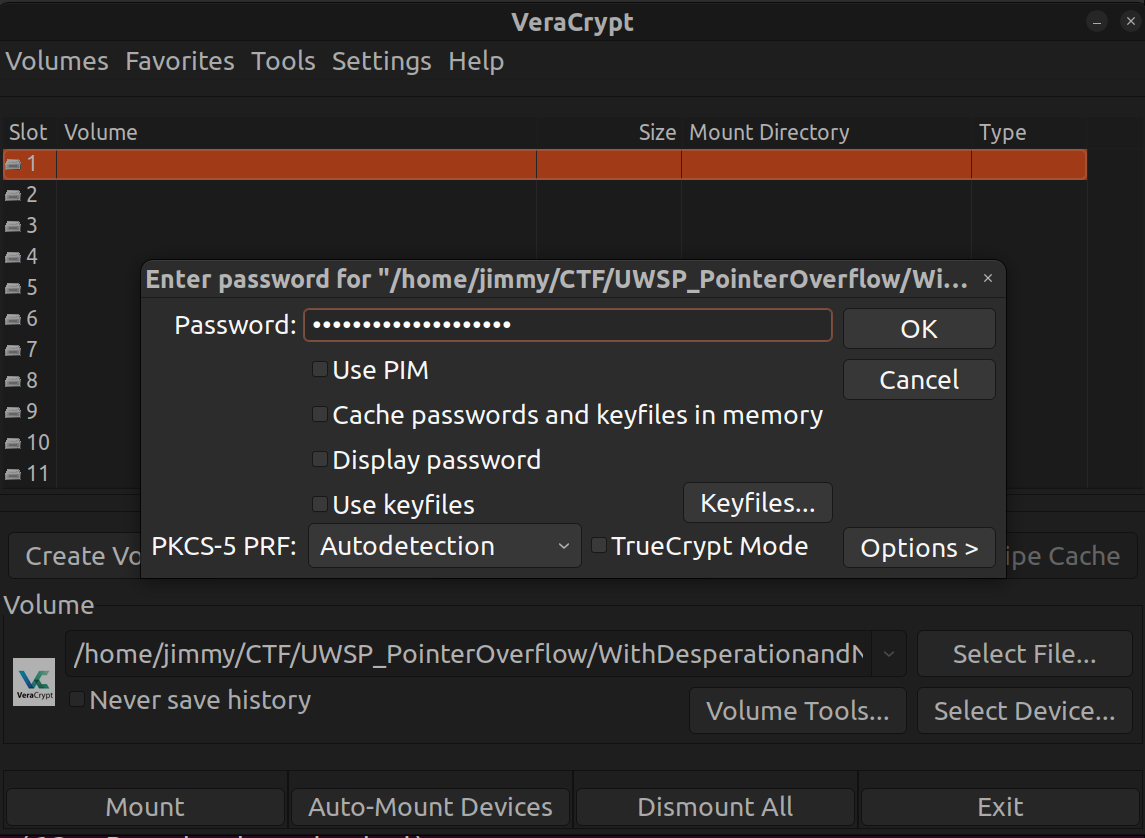 VeraCrypt
Volumes Favorites Tools Settings Help
Slot Volume Size Mount Directory Type
1
2
3
4
5
6
7
8
9
10
11
Enter password for "/home/jimmy/CTF/UWSP_PointerOverflow/Wi...
Password: •••••••••••••••••••• OK
Use PIM
Cancel
Cache passwords and keyfiles in memory
Display password
Use keyfiles Keyfiles...
PKCS-5 PRF: Autodetection TrueCrypt Mode Options >
Create Vo ipe Cache
Volume
/home/jimmy/CTF/UWSP_PointerOverflow/WithDesperationandN Select File...
VeraCrypt
Never save history
Volume Tools... Select Device...
Mount Auto-Mount Devices Dismount All Exit